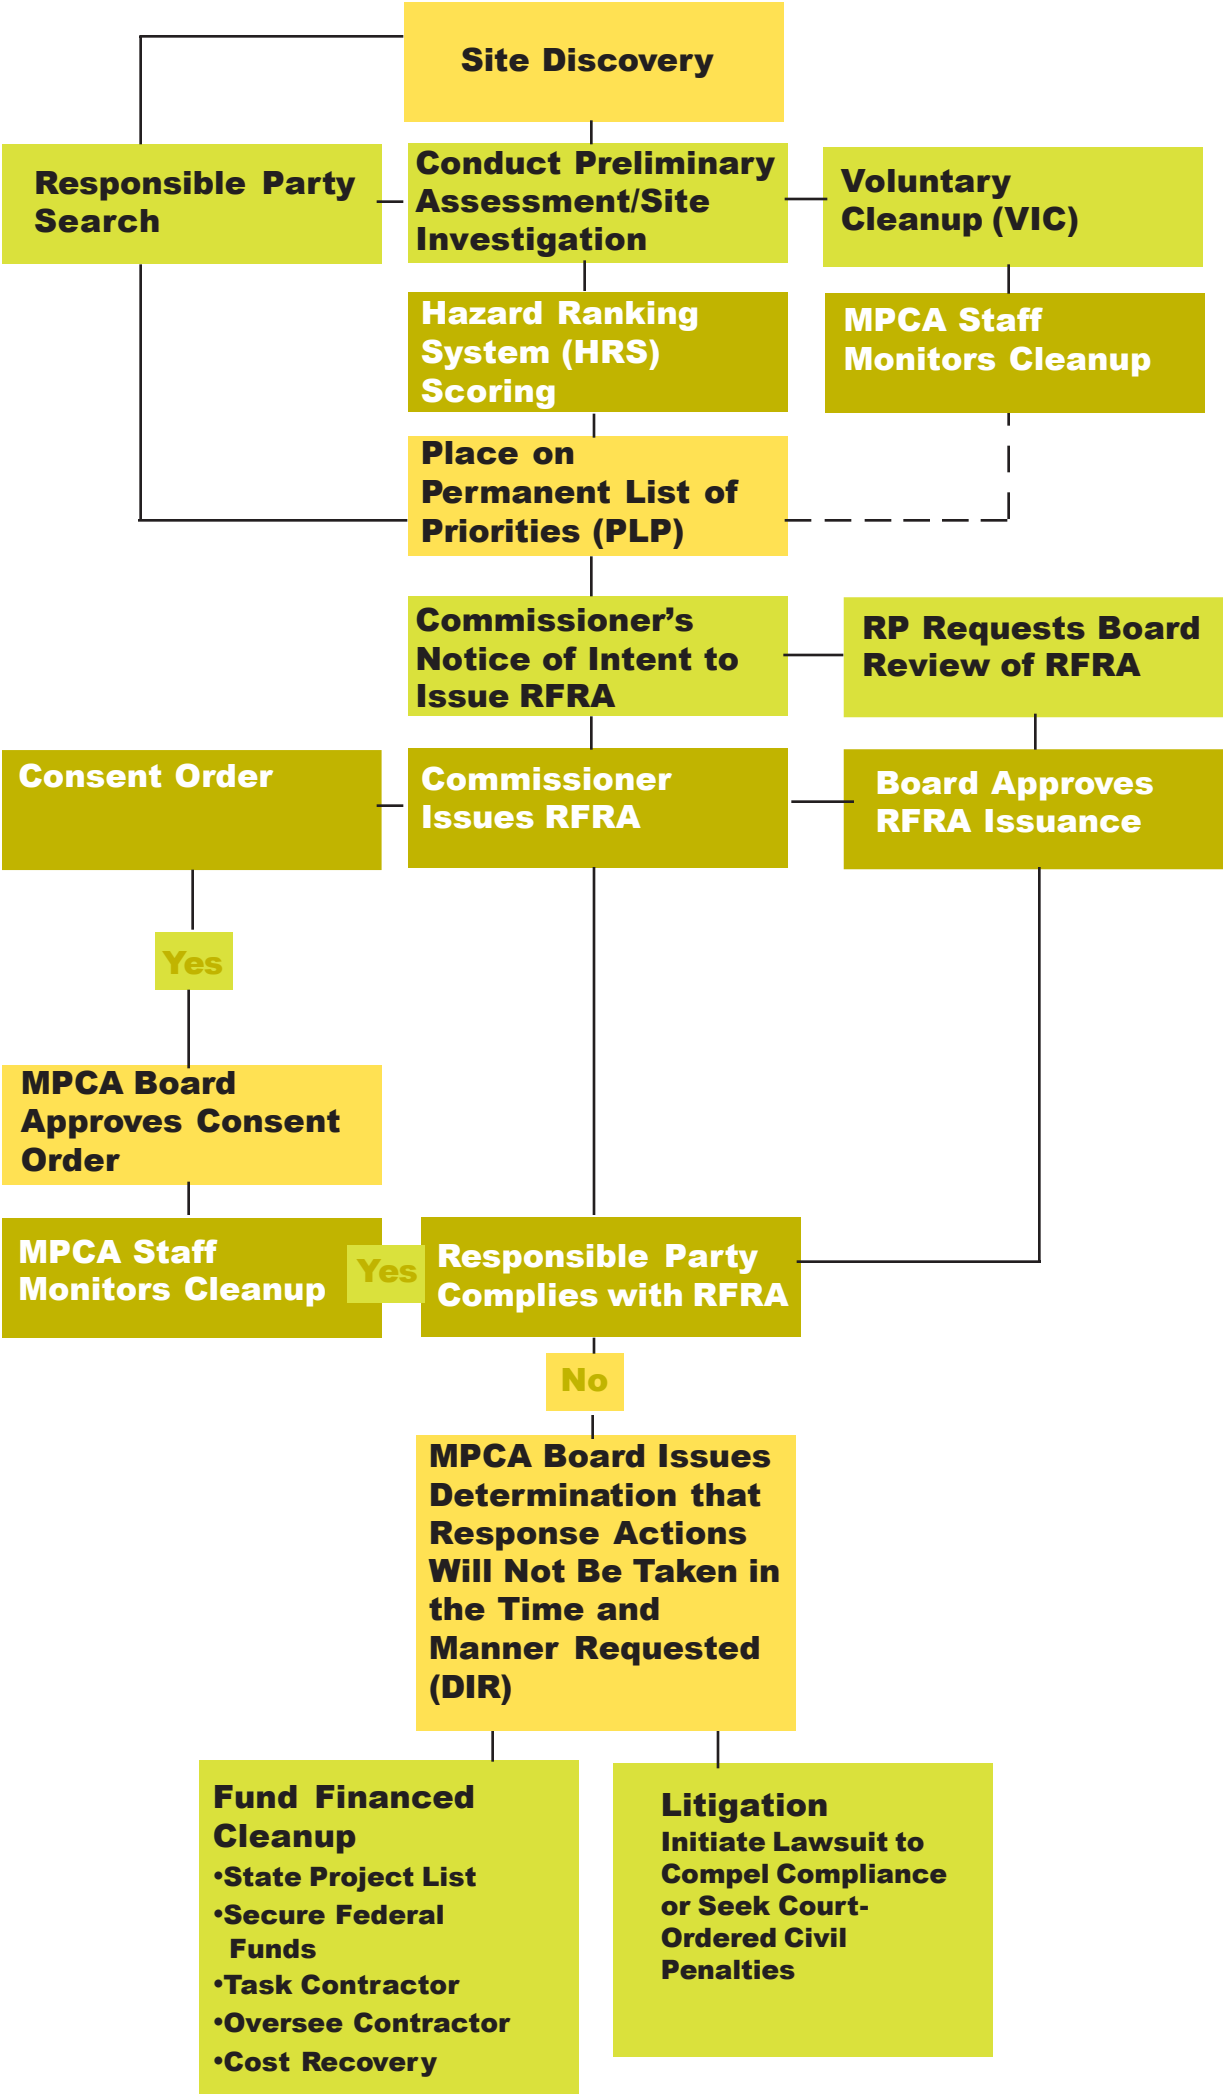 Site Discovery
Responsible Party
Search
Conduct Preliminary
Assessment/Site
Investigation
Voluntary
Cleanup (VIC)
Hazard Ranking
System (HRS)
Scoring
MPCA Staff
Monitors Cleanup
Place on
Permanent List of
Priorities (PLP)
Commissioner’s
Notice of Intent to
Issue RFRA
RP Requests Board
Review of RFRA
Consent Order
Commissioner
Issues RFRA
Board Approves
RFRA Issuance
Yes
MPCA Board
Approves Consent
Order
MPCA Staff
Monitors Cleanup
Yes
Responsible Party
Complies with RFRA
No
MPCA Board Issues
Determination that
Response Actions
Will Not Be Taken in
the Time and
Manner Requested
(DIR)
Fund Financed
Cleanup
•State Project List
•Secure Federal
Funds
•Task Contractor
•Oversee Contractor
•Cost Recovery
Litigation
Initiate Lawsuit to
Compel Compliance
or Seek Court-
Ordered Civil
Penalties